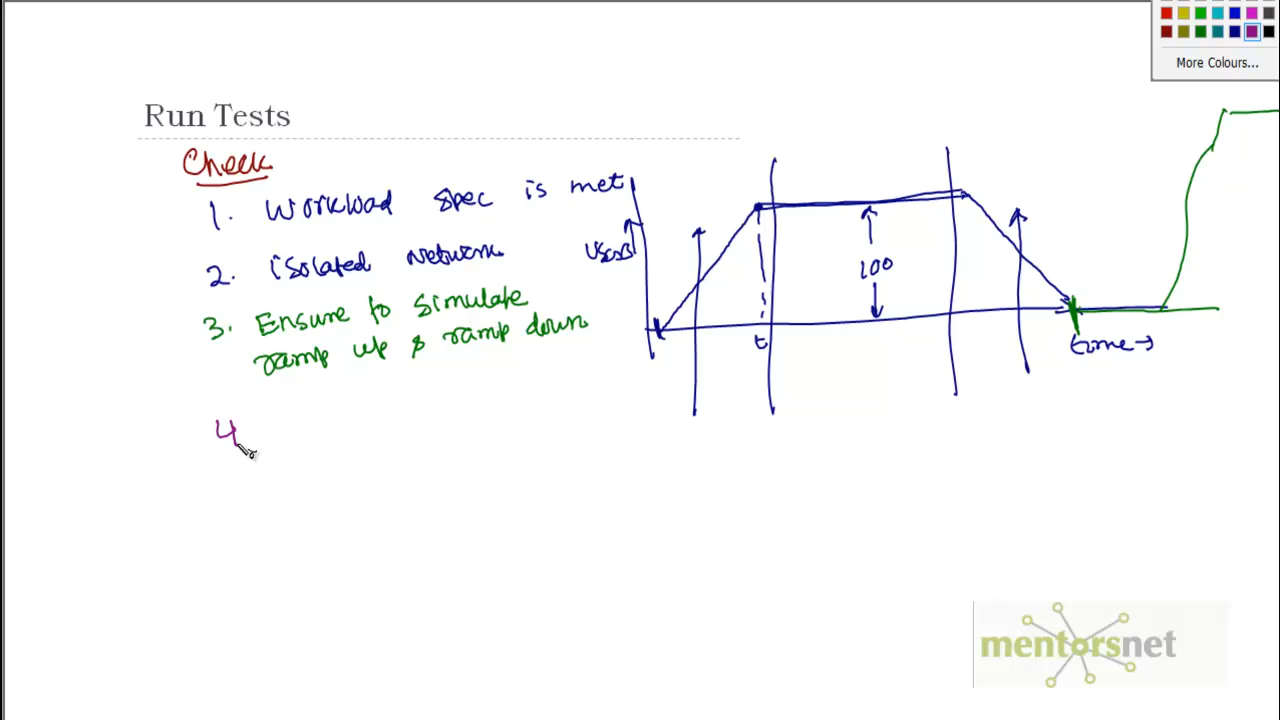 More Colours...
Run Tests
Check
1. Workload spec is met
2. isolated network
3. Ensure to simulate
ramp up & ramp down
4
Users
100
t
time →
mentorsnet